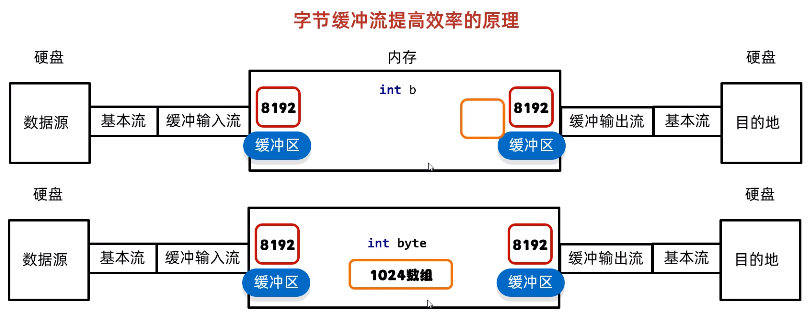 字节缓冲流提高效率的原理
硬盘 内存 硬盘
数据源 基本流 缓冲输入流 8192 缓冲区 int b 8192 缓冲区 缓冲输出流 基本流 目的地
硬盘 硬盘
数据源 基本流 缓冲输入流 8192 缓冲区 int byte 1024数组 8192 缓冲区 缓冲输出流 基本流 目的地